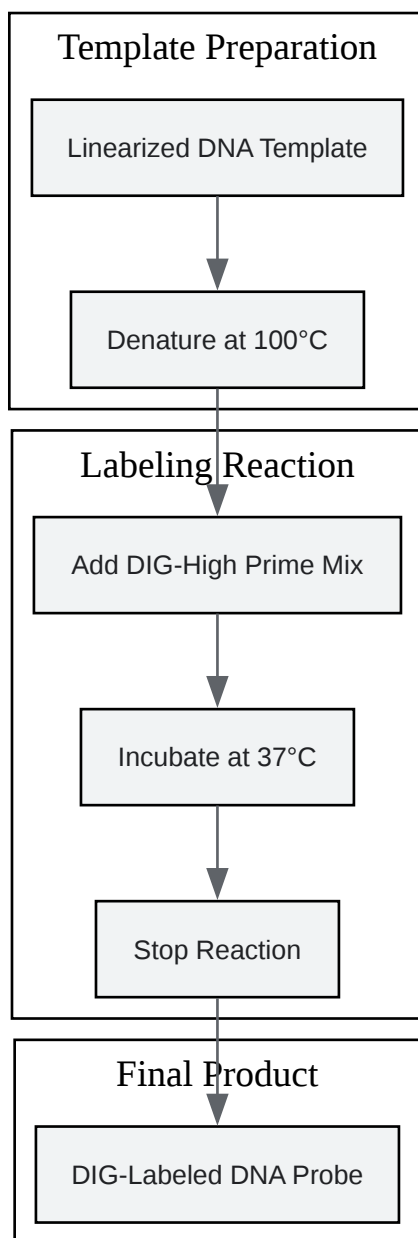 Template Preparation
Linearized DNA Template
Denature at 100°C
Labeling Reaction
Add DIG-High Prime Mix
Incubate at 37°C
Stop Reaction
Final Product
DIG-Labeled DNA Probe